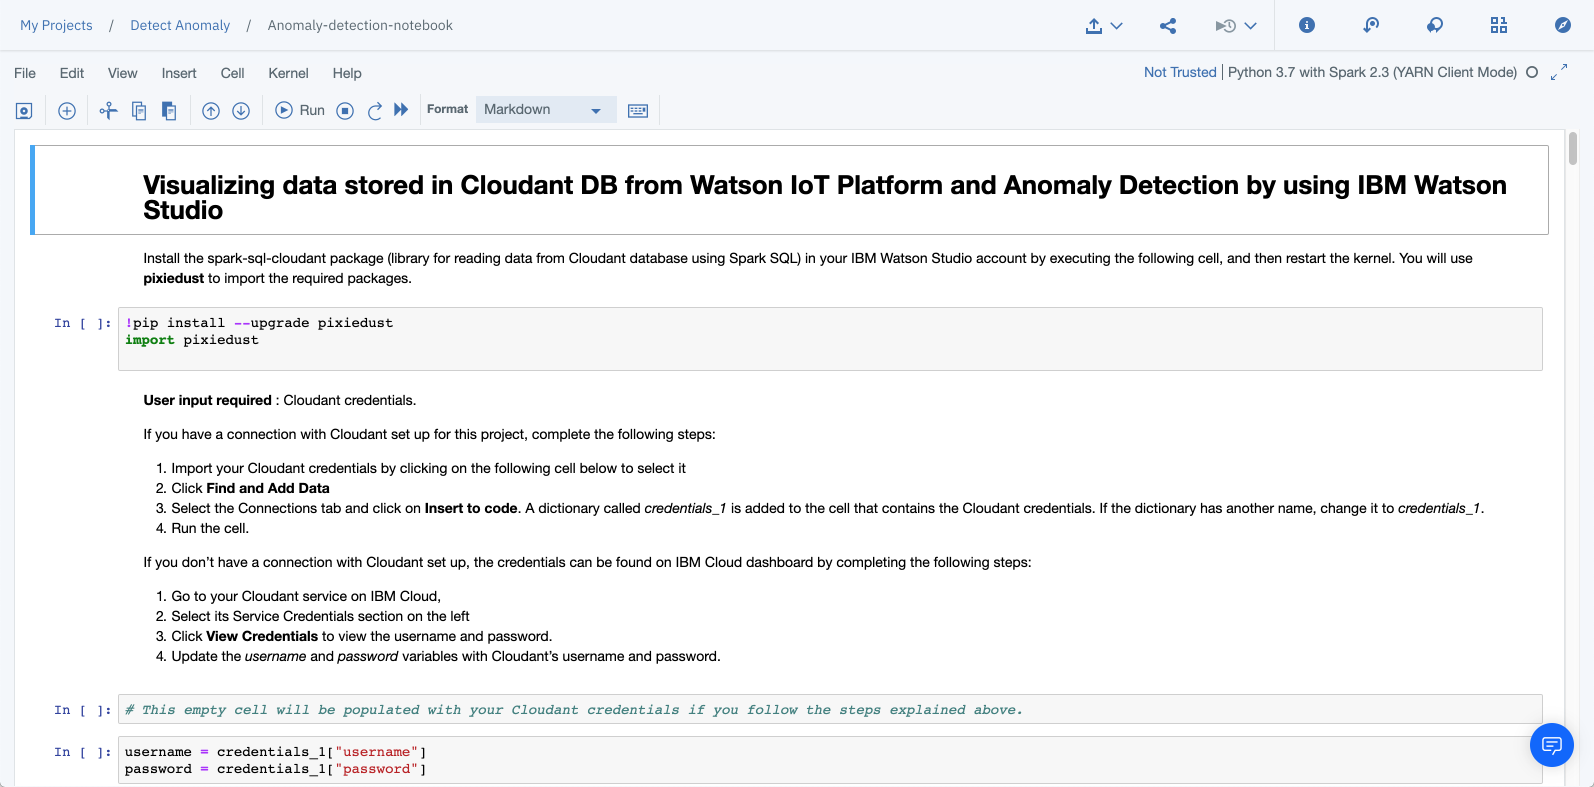 My Projects / Detect Anomaly / Anomaly-detection-notebook
File Edit View Insert Cell Kernel Help
Not Trusted | Python 3.7 with Spark 2.3 (YARN Client Mode)
Run Format Markdown
Visualizing data stored in Cloudant DB from Watson IoT Platform and Anomaly Detection by using IBM Watson
Studio
Install the spark-sql-cloudant package (library for reading data from Cloudant database using Spark SQL) in your IBM Watson Studio account by executing the following cell, and then restart the kernel. You will use
pixiedust to import the required packages.
In [ ]: !pip install --upgrade pixiedust
import pixiedust
User input required : Cloudant credentials.
If you have a connection with Cloudant set up for this project, complete the following steps:
1. Import your Cloudant credentials by clicking on the following cell below to select it
2. Click Find and Add Data
3. Select the Connections tab and click on Insert to code. A dictionary called credentials_1 is added to the cell that contains the Cloudant credentials. If the dictionary has another name, change it to credentials_1.
4. Run the cell.
If you don’t have a connection with Cloudant set up, the credentials can be found on IBM Cloud dashboard by completing the following steps:
1. Go to your Cloudant service on IBM Cloud,
2. Select its Service Credentials section on the left
3. Click View Credentials to view the username and password.
4. Update the username and password variables with Cloudant’s username and password.
In [ ]: # This empty cell will be populated with your Cloudant credentials if you follow the steps explained above.
In [ ]: username = credentials_1["username"]
password = credentials_1["password"]